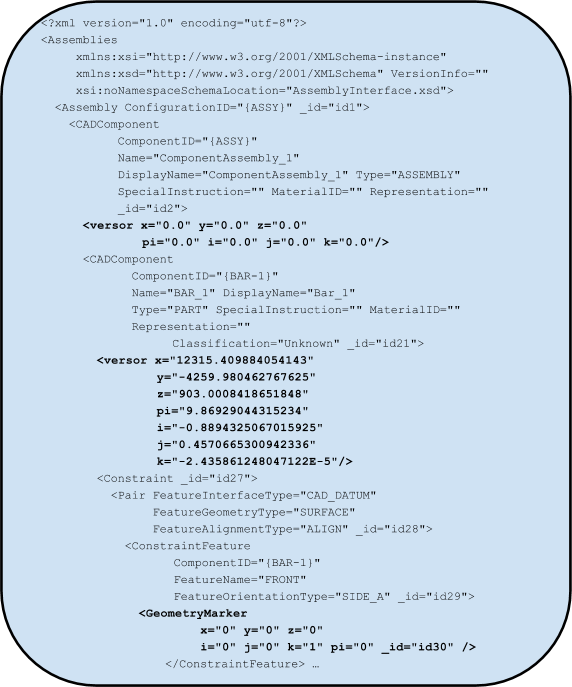 <?xml version="1.0" encoding="utf-8"?>
<Assemblies
xmlns:xsi="http://www.w3.org/2001/XMLSchema-instance"
xmlns:xsd="http://www.w3.org/2001/XMLSchema" VersionInfo=""
xsi:noNamespaceSchemaLocation="AssemblyInterface.xsd">
<Assembly ConfigurationID="{ASSY}" _id="id1">
<CADComponent
ComponentID="{ASSY}"
Name="ComponentAssembly_1"
DisplayName="ComponentAssembly_1" Type="ASSEMBLY"
SpecialInstruction="" MaterialID="" Representation=""
_id="id2">
<versor x="0.0" y="0.0" z="0.0"
pi="0.0" i="0.0" j="0.0" k="0.0"/>
<CADComponent
ComponentID="{BAR-1}"
Name="BAR_1" DisplayName="Bar_1"
Type="PART" SpecialInstruction="" MaterialID=""
Representation=""
Classification="Unknown" _id="id21">
<versor x="12315.409884054143"
y="-4259.980462767625"
z="903.0008418651848"
pi="9.86929044315234"
i="-0.8894325067015925"
j="0.4570665300942336"
k="-2.435861248047122E-5"/>
<Constraint _id="id27">
<Pair FeatureInterfaceType="CAD_DATUM"
FeatureGeometryType="SURFACE"
FeatureAlignmentType="ALIGN" _id="id28">
<ConstraintFeature
ComponentID="{BAR-1}"
FeatureName="FRONT"
FeatureOrientationType="SIDE_A" _id="id29">
<GeometryMarker
x="0" y="0" z="0"
i="0" j="0" k="1" pi="0" _id="id30" />
</ConstraintFeature> …